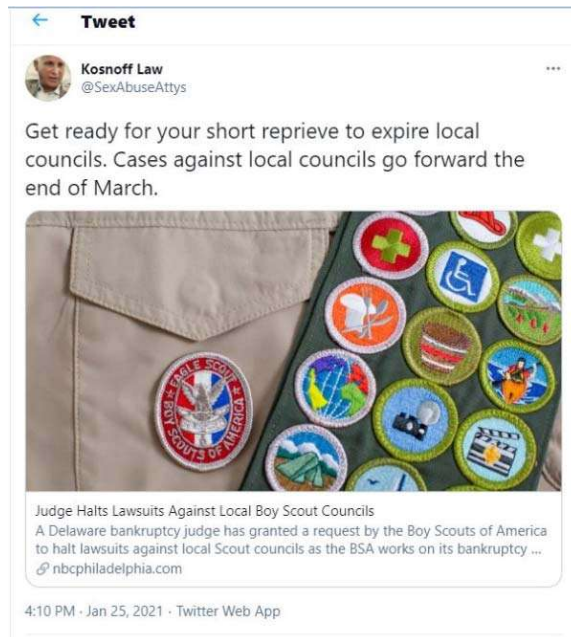 Tweet
Kosnoff Law
@SexAbuseAttys
Get ready for your short reprieve to expire local
councils. Cases against local councils go forward the
end of March.
EAGLE SCOUT
BOY SCOUTS OF AMERICA
Judge Halts Lawsuits Against Local Boy Scout Councils
A Delaware bankruptcy judge has granted a request by the Boy Scouts of America
to halt lawsuits against local Scout councils as the BSA works on its bankruptcy ...
nbcphiladelphia.com
4:10 PM · Jan 25, 2021 · Twitter Web App